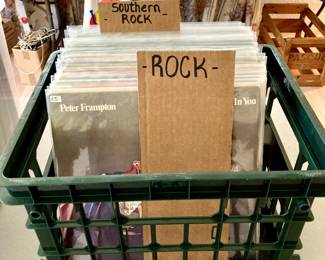 Southern
ROCK
-ROCK-
Peter Frampton
In You